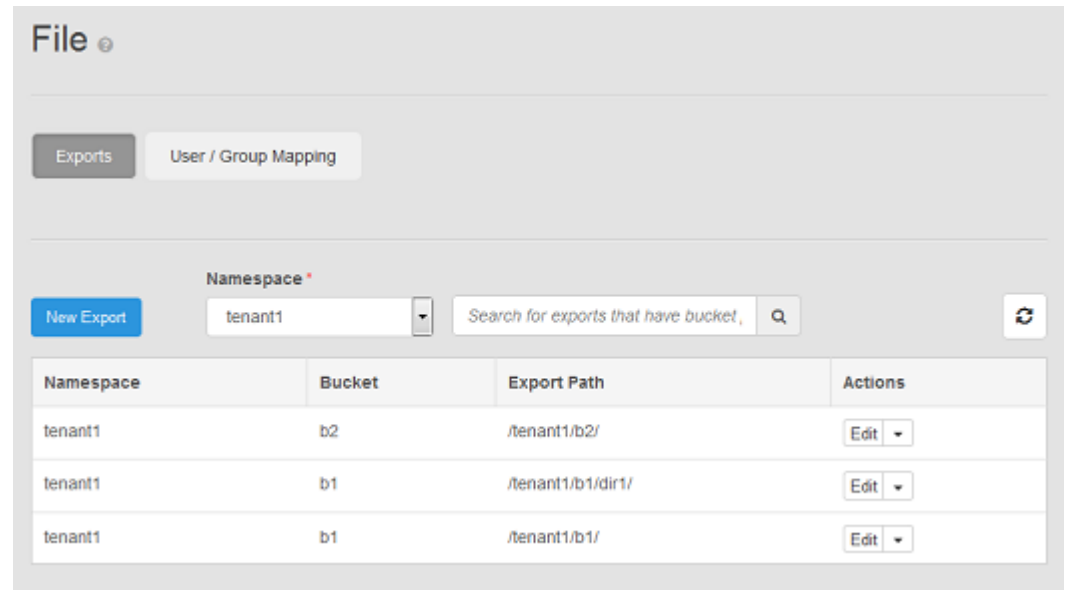 File
Exports User / Group Mapping
Namespace *
New Export tenant1 Search for exports that have bucket,
Namespace Bucket Export Path Actions
tenant1 b2 /tenant1/b2/ Edit
tenant1 b1 /tenant1/b1/dir1/ Edit
tenant1 b1 /tenant1/b1/ Edit